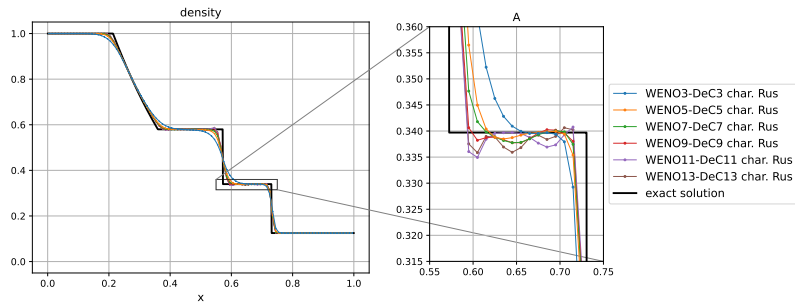 density
1.0
0.8
0.6
0.4
0.2
0.0
0.0 0.2 0.4 0.6 0.8 1.0
x
A
0.360
0.355
0.350
0.345
0.340
0.335
0.330
0.325
0.320
0.315
0.55 0.60 0.65 0.70 0.75
WENO3-DeC3 char. Rus
WENO5-DeC5 char. Rus
WENO7-DeC7 char. Rus
WENO9-DeC9 char. Rus
WENO11-DeC11 char. Rus
WENO13-DeC13 char. Rus
exact solution